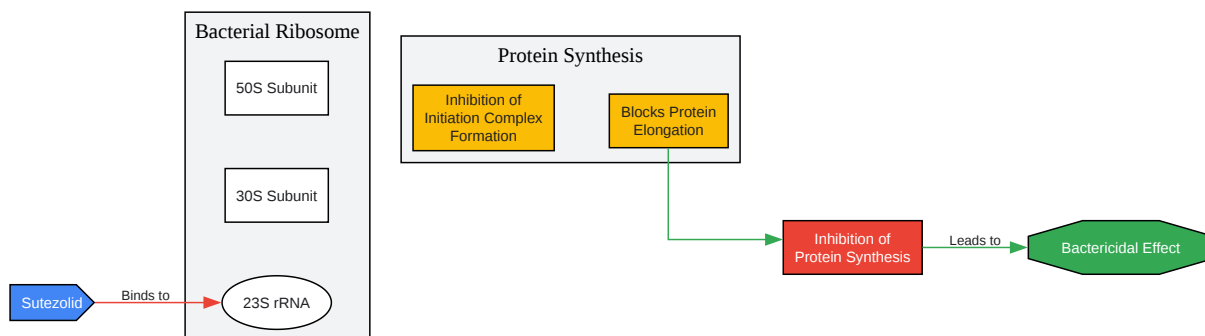 Bacterial Ribosome
50S Subunit
30S Subunit
Sutezolid
Binds to
23S rRNA
Protein Synthesis
Inhibition of
Initiation Complex
Formation
Blocks Protein
Elongation
Inhibition of
Protein Synthesis
Leads to
Bactericidal Effect